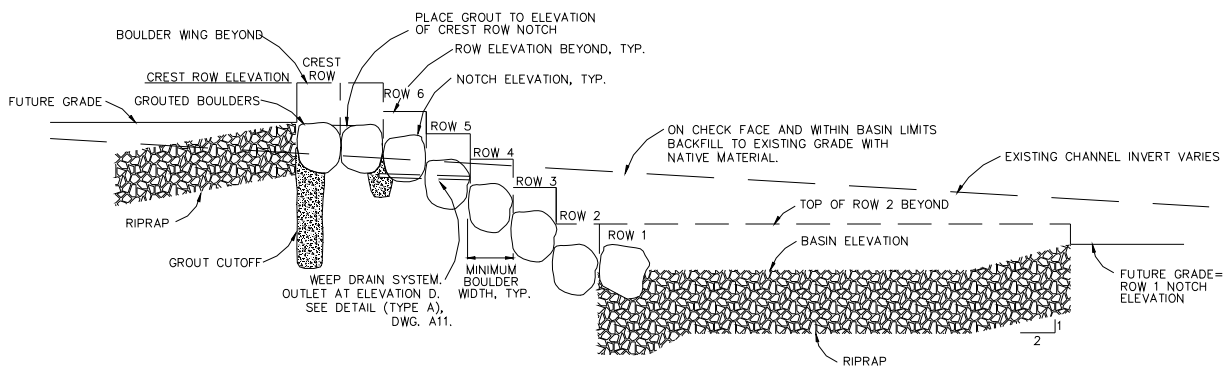 PLACE GROUT TO ELEVATION
OF CREST ROW NOTCH
BOULDER WING BEYOND
ROW ELEVATION BEYOND, TYP.
CREST
ROW
CREST ROW ELEVATION
NOTCH ELEVATION, TYP.
FUTURE GRADE
GROUTED BOULDERS
ROW 6
ROW 5
ROW 4
ROW 3
ROW 2
ROW 1
ON CHECK FACE AND WITHIN BASIN LIMITS
BACKFILL TO EXISTING GRADE WITH
NATIVE MATERIAL.
EXISTING CHANNEL INVERT VARIES
TOP OF ROW 2 BEYOND
BASIN ELEVATION
RIPRAP
GROUT CUTOFF
WEEP DRAIN SYSTEM.
OUTLET AT ELEVATION D.
SEE DETAIL (TYPE A),
DWG. A11.
MINIMUM
BOULDER
WIDTH, TYP.
FUTURE GRADE=
ROW 1 NOTCH
ELEVATION
1
2
RIPRAP